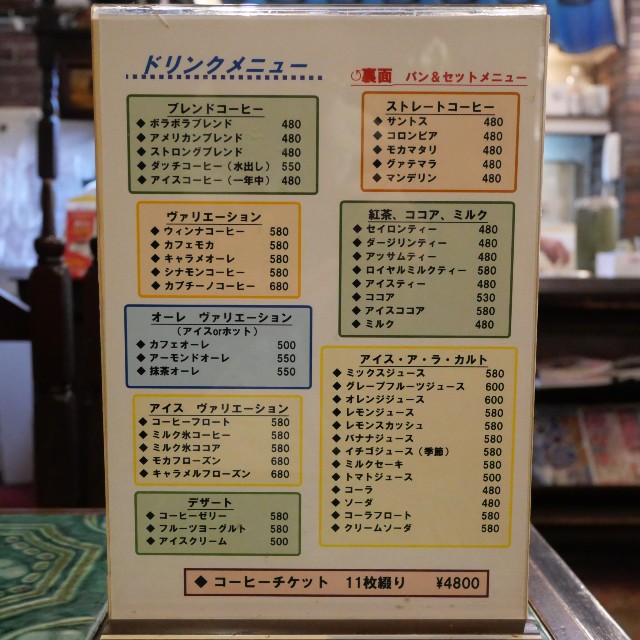 ドリンクメニュー
裏面 パン＆セットメニュー
ブレンドコーヒー
◆ ボラボラブレンド 480
◆ アメリカンブレンド 480
◆ ストロングブレンド 480
◆ ダッチコーヒー（水出し） 550
◆ アイスコーヒー（一年中） 480
ストレートコーヒー
◆ サントス 480
◆ コロンビア 480
◆ モカマタリ 480
◆ グァテマラ 480
◆ マンデリン 480
ヴァリエーション
◆ ウィンナコーヒー 580
◆ カフェモカ 580
◆ キャラメオーレ 580
◆ シナモンコーヒー 580
◆ カプチーノコーヒー 680
紅茶、ココア、ミルク
◆ セイロンティー 480
◆ ダージリンティー 480
◆ アッサムティー 480
◆ ロイヤルミルクティー 580
◆ アイスティー 480
◆ ココア 530
◆ アイスココア 580
◆ ミルク 480
オーレ ヴァリエーション
（アイスorホット）
◆ カフェオーレ 500
◆ アーモンドオーレ 550
◆ 抹茶オーレ 550
アイス ヴァリエーション
◆ コーヒーフロート 580
◆ ミルク氷コーヒー 580
◆ ミルク氷ココア 580
◆ モカフローズン 680
◆ キャラメルフローズン 680
アイス・ア・ラ・カルト
◆ ミックスジュース 580
◆ グレープフルーツジュース 600
◆ オレンジジュース 600
◆ レモンジュース 580
◆ レモンスカッシュ 580
◆ バナナジュース 580
◆ イチゴジュース（季節） 580
◆ ミルクセーキ 580
◆ トマトジュース 500
◆ コーラ 480
◆ ソーダ 480
◆ コーラフロート 580
◆ クリームソーダ 580
デザート
◆ コーヒーゼリー 580
◆ フルーツヨーグルト 580
◆ アイスクリーム 500
◆ コーヒーチケット 11枚綴り ¥4800